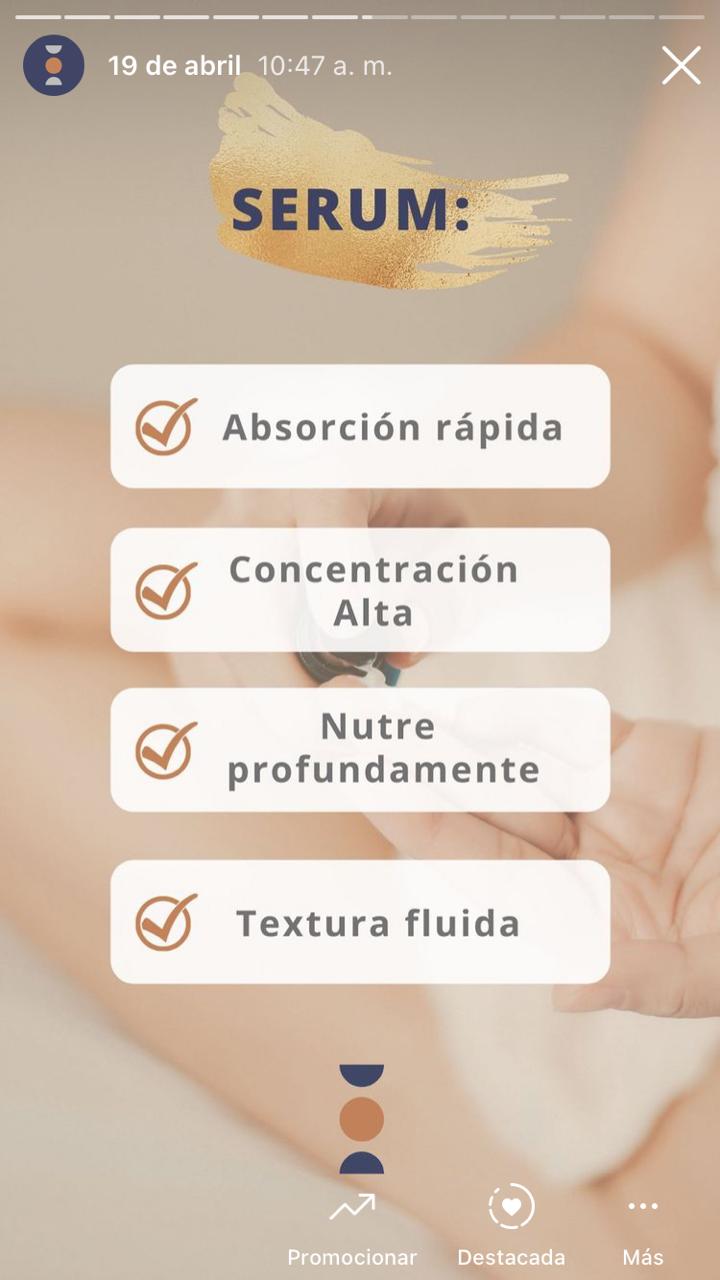 19 de abril 10:47 a. m.
SERUM:
Absorción rápida
Concentración
Alta
Nutre
profundamente
Textura fluida
Promocionar Destacada Más